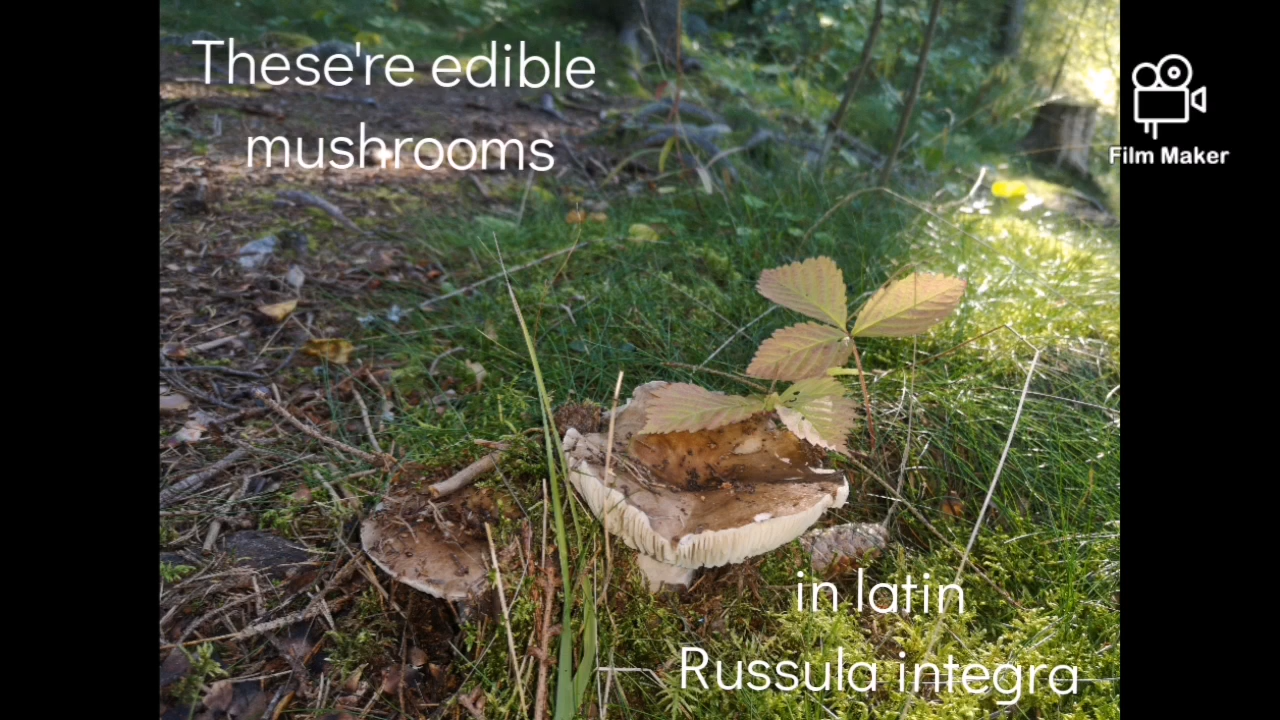 These're edible
mushrooms
Film Maker
in latin
Russula integra